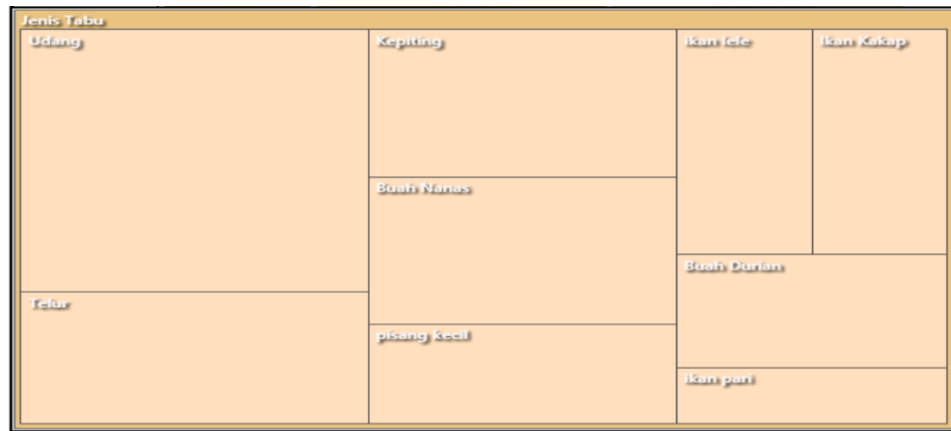 Jenis Tabu
Udang
Telur
Kepiting
Buah Nanas
pisang kecil
ikan lele
Ikan Kakap
Buah Durian
ikan pari